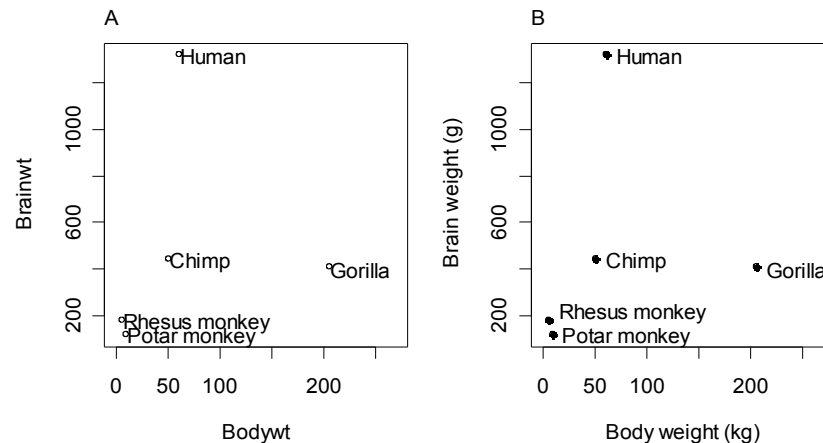 A
Brainwt
200
600
1000
Human
Chimp
Gorilla
Rhesus monkey
Potar monkey
0 50 100 200
Bodywt
B
Brain weight (g)
200
600
1000
Human
Chimp
Gorilla
Rhesus monkey
Potar monkey
0 50 100 200
Body weight (kg)